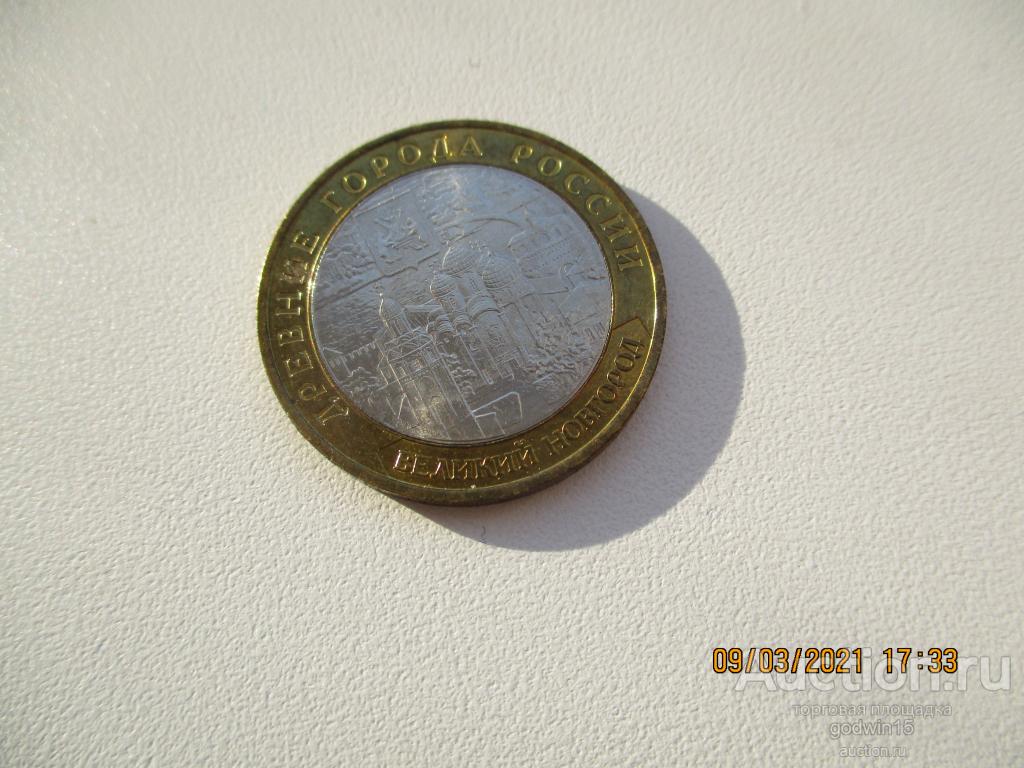 ДРЕВНИЕ ГОРОДА РОССИИ
ВЕЛИКИЙ НОВГОРОД
09/03/2021 17:33
Auction.ru
торговая площадка
godwin15
auction.ru